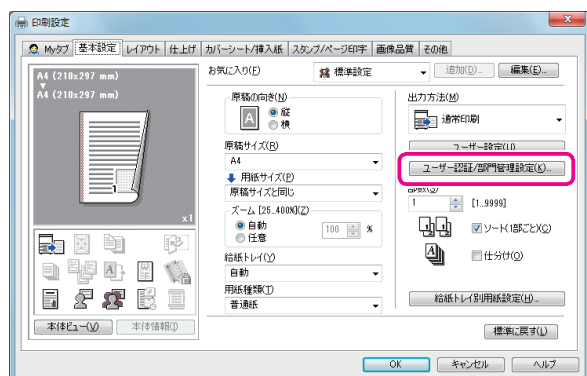 印刷設定
Myタブ 基本設定 レイアウト 仕上げ カバーシート/挿入紙 スタンプ/ページ印字 画像品質 その他
A4 (210x297 mm)
A4 (210x297 mm)
1
x1
本体ビュー(V) 本体情報(I)
お気に入り(F) 標準設定 追加(D)... 編集(E)...
原稿の向き(N)
A
縦
横
原稿サイズ(R)
A4
用紙サイズ(P)
原稿サイズと同じ
ズーム [25..400%](Z)
自動
任意
100 %
給紙トレイ(Y)
自動
用紙種類(T)
普通紙
出力方法(M)
通常印刷
ユーザー設定(U)...
ユーザー認証/部門管理設定(K)...
部数(G)
1 [1..9999]
ソート(1部ごと)(X)
仕分け(O)
給紙トレイ別用紙設定(H)...
標準に戻す(L)
OK キャンセル ヘルプ